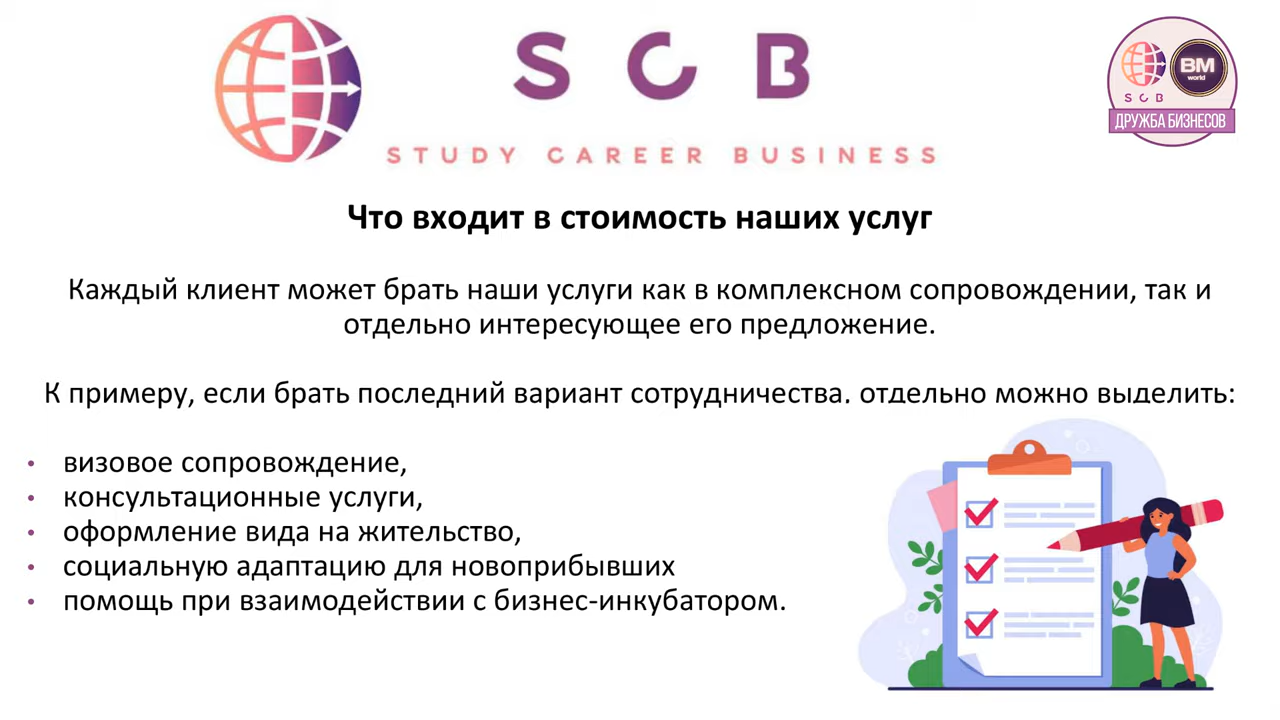 S C B
STUDY CAREER BUSINESS
BM
world
S C B
ДРУЖБА БИЗНЕСОВ
Что входит в стоимость наших услуг
Каждый клиент может брать наши услуги как в комплексном сопровождении, так и
отдельно интересующее его предложение.
К примеру, если брать последний вариант сотрудничества, отдельно можно выделить:
• визовое сопровождение,
• консультационные услуги,
• оформление вида на жительство,
• социальную адаптацию для новоприбывших
• помощь при взаимодействии с бизнес-инкубатором.